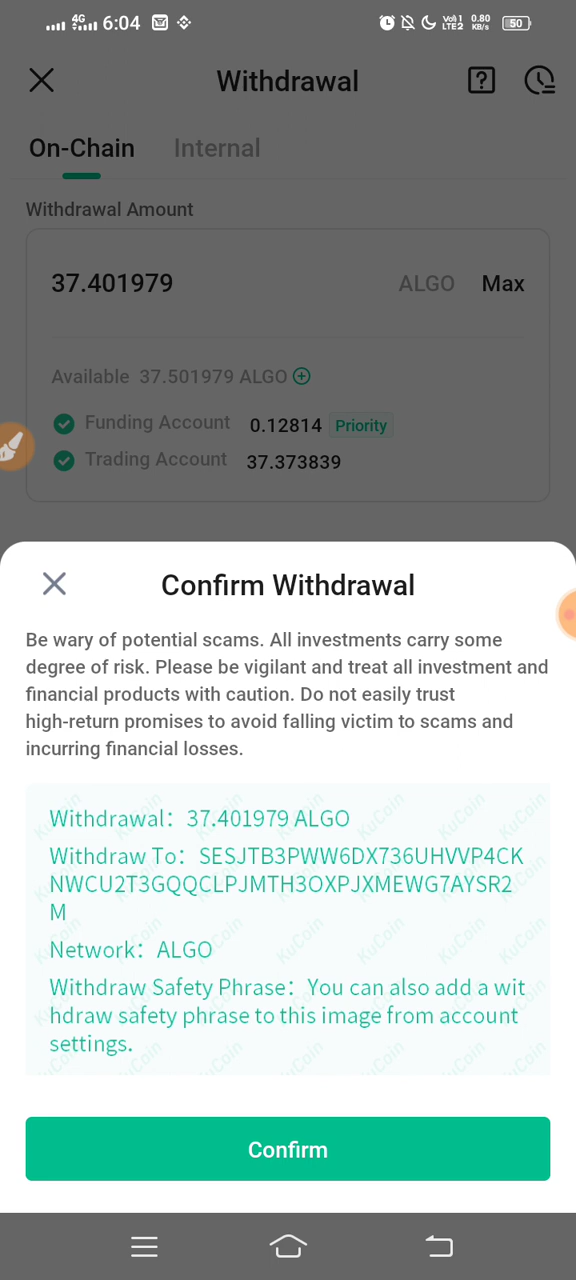 4G 6:04 Vo) 1 LTE2 0.80 KB/s 50
Withdrawal
On-Chain Internal
Withdrawal Amount
37.401979 ALGO Max
Available 37.501979 ALGO
Funding Account 0.12814 Priority
Trading Account 37.373839
Confirm Withdrawal
Be wary of potential scams. All investments carry some
degree of risk. Please be vigilant and treat all investment and
financial products with caution. Do not easily trust
high-return promises to avoid falling victim to scams and
incurring financial losses.
Withdrawal: 37.401979 ALGO
Withdraw To: SESJTB3PWW6DX736UHVVP4CK
NWCU2T3GQQCLPJMTH3OXPJXMEWG7AYSR2
M
Network: ALGO
Withdraw Safety Phrase: You can also add a wit
hdraw safety phrase to this image from account
settings.
KuCoin
Confirm